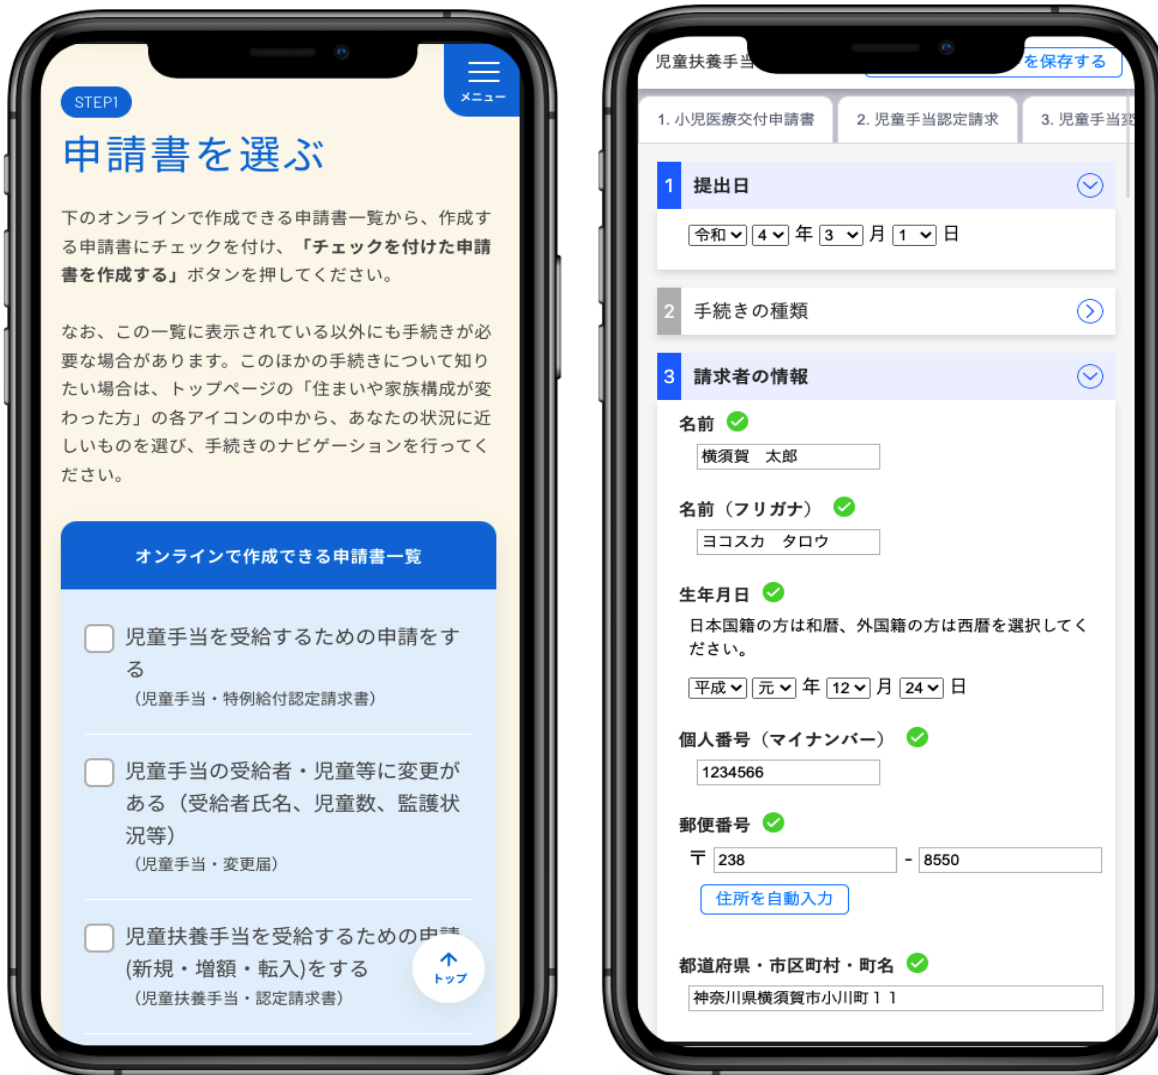 メニュー
STEP1
申請書を選ぶ
下のオンラインで作成できる申請書一覧から、作成す
る申請書にチェックを付け、「チェックを付けた申請
書を作成する」ボタンを押してください。
なお、この一覧に表示されている以外にも手続きが必
要な場合があります。このほかの手続きについて知り
たい場合は、トップページの「住まいや家族構成が変
わった方」の各アイコンの中から、あなたの状況に近
しいものを選び、手続きのナビゲーションを行ってく
ださい。
オンラインで作成できる申請書一覧
児童手当を受給するための申請をす
る
（児童手当・特例給付認定請求書）
児童手当の受給者・児童等に変更が
ある（受給者氏名、児童数、監護状
況等）
（児童手当・変更届）
児童扶養手当を受給するための申請
(新規・増額・転入)をする
（児童扶養手当・認定請求書）
トップ
児童扶養手当
を保存する
1. 小児医療交付申請書
2. 児童手当認定請求
3. 児童手当変
1 提出日
令和 4 年 3 月 1 日
2 手続きの種類
3 請求者の情報
名前
横須賀　太郎
名前（フリガナ）
ヨコスカ　タロウ
生年月日
日本国籍の方は和暦、外国籍の方は西暦を選択してく
ださい。
平成 元 年 12 月 24 日
個人番号（マイナンバー）
1234566
郵便番号
〒 238 - 8550
住所を自動入力
都道府県・市区町村・町名
神奈川県横須賀市小川町１１